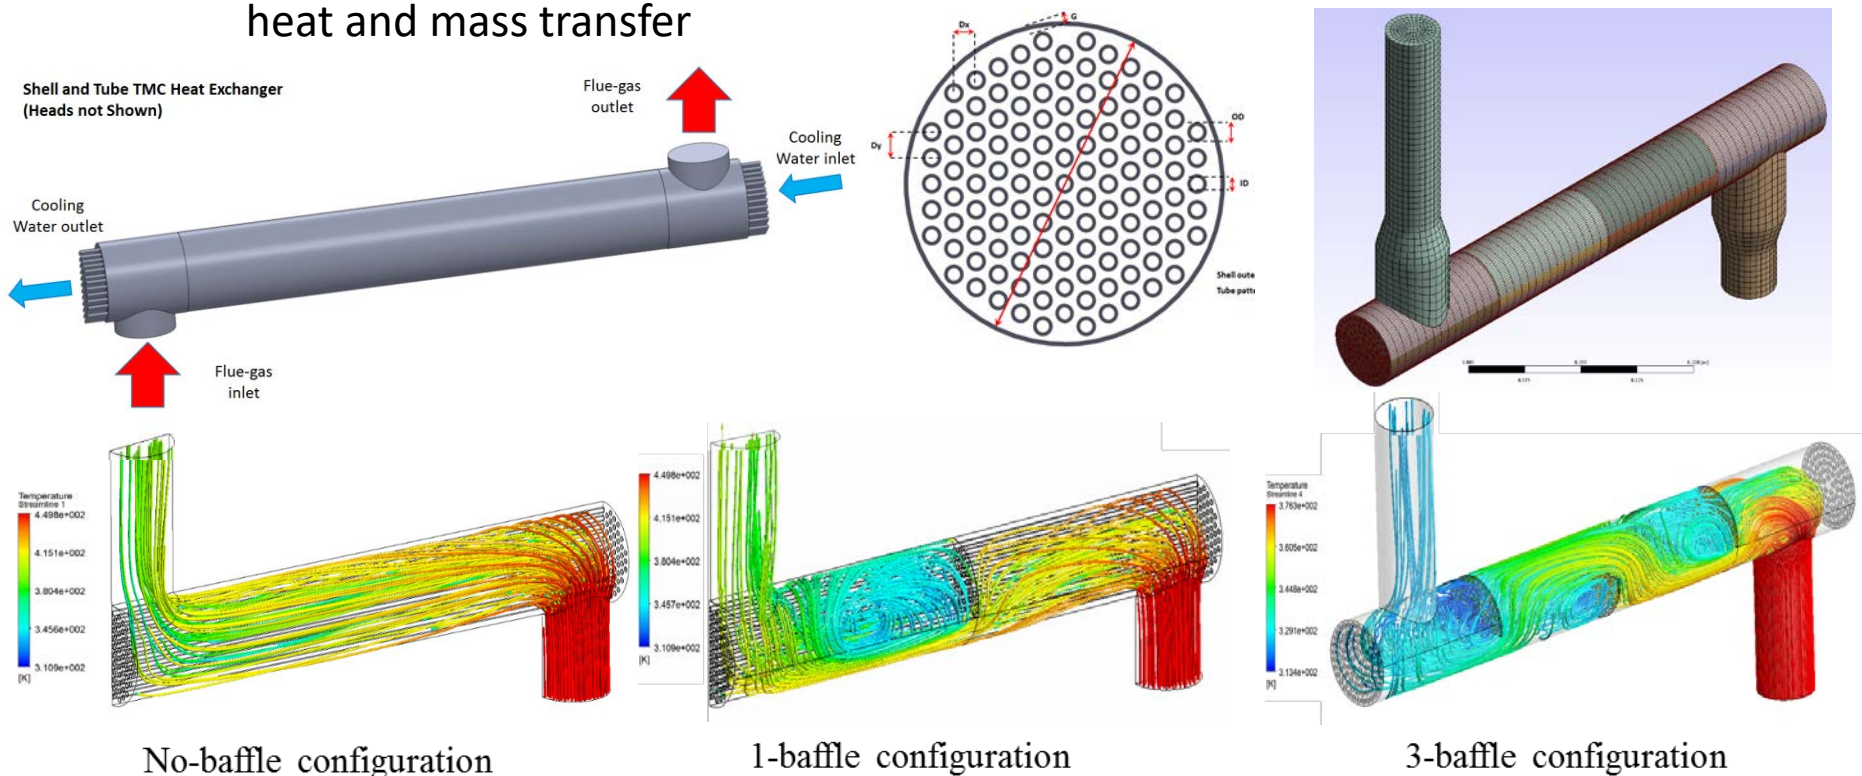 heat and mass transfer
Shell and Tube TMC Heat Exchanger
(Heads not Shown)
Flue-gas
outlet
Cooling
Water inlet
Cooling
Water outlet
Flue-gas
inlet
Dx
G
OD
Dy
ID
Shell oute
Tube patt
Temperature
Streamline 1
4.498e+002
4.151e+002
3.804e+002
3.456e+002
3.109e+002
[K]
4.498e+002
4.151e+002
3.804e+002
3.457e+002
3.109e+002
[K]
Temperature
Streamline 4
3.763e+002
3.605e+002
3.448e+002
3.291e+002
3.134e+002
[K]
No-baffle configuration
1-baffle configuration
3-baffle configuration